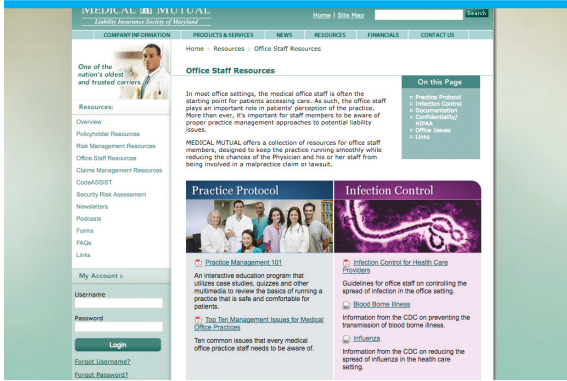 MEDICAL MUTUAL
Liability Insurance Society of Maryland
Home | Site Map
Search
COMPANY INFORMATION
PRODUCTS & SERVICES
NEWS
RESOURCES
FINANCIALS
CONTACT US
One of the
nation's oldest
and trusted carriers.
Resources:
Overview
Policyholder Resources
Risk Management Resources
Office Staff Resources
Claims Management Resources
CodeASSIST
Security Risk Assessment
Newsletters
Podcasts
Forms
FAQs
Links
My Account :-
Username
Password
Login
Forgot Username?
Forgot Password?
Home > Resources > Office Staff Resources
Office Staff Resources
In most office settings, the medical office staff is often the
starting point for patients accessing care. As such, the office staff
plays an important role in patients' perception of the practice.
More than ever, it's important for staff members to be aware of
proper practice management approaches to potential liability
issues.
MEDICAL MUTUAL offers a collection of resources for office staff
members, designed to keep the practice running smoothly while
reducing the chances of the Physician and his or her staff from
being involved in a malpractice claim or lawsuit.
On this Page
Practice Protocol
Infection Control
Documentation
Confidentiality/
HIPAA
Office Issues
Links
Practice Protocol
Practice Management 101
An interactive education program that
utilizes case studies, quizzes and other
multimedia to review the basics of running a
practice that is safe and comfortable for
patients.
Top Ten Management Issues for Medical
Office Practices
Ten common issues that every medical
office practice staff needs to be aware of.
Infection Control
Infection Control for Health Care
Providers
Guidelines for office staff on controlling the
spread of infection in the office setting.
Blood Borne Illness
Information from the CDC on preventing the
transmission of blood borne illness.
Influenza
Information from the CDC on reducing the
spread of influenza in the health care
setting.